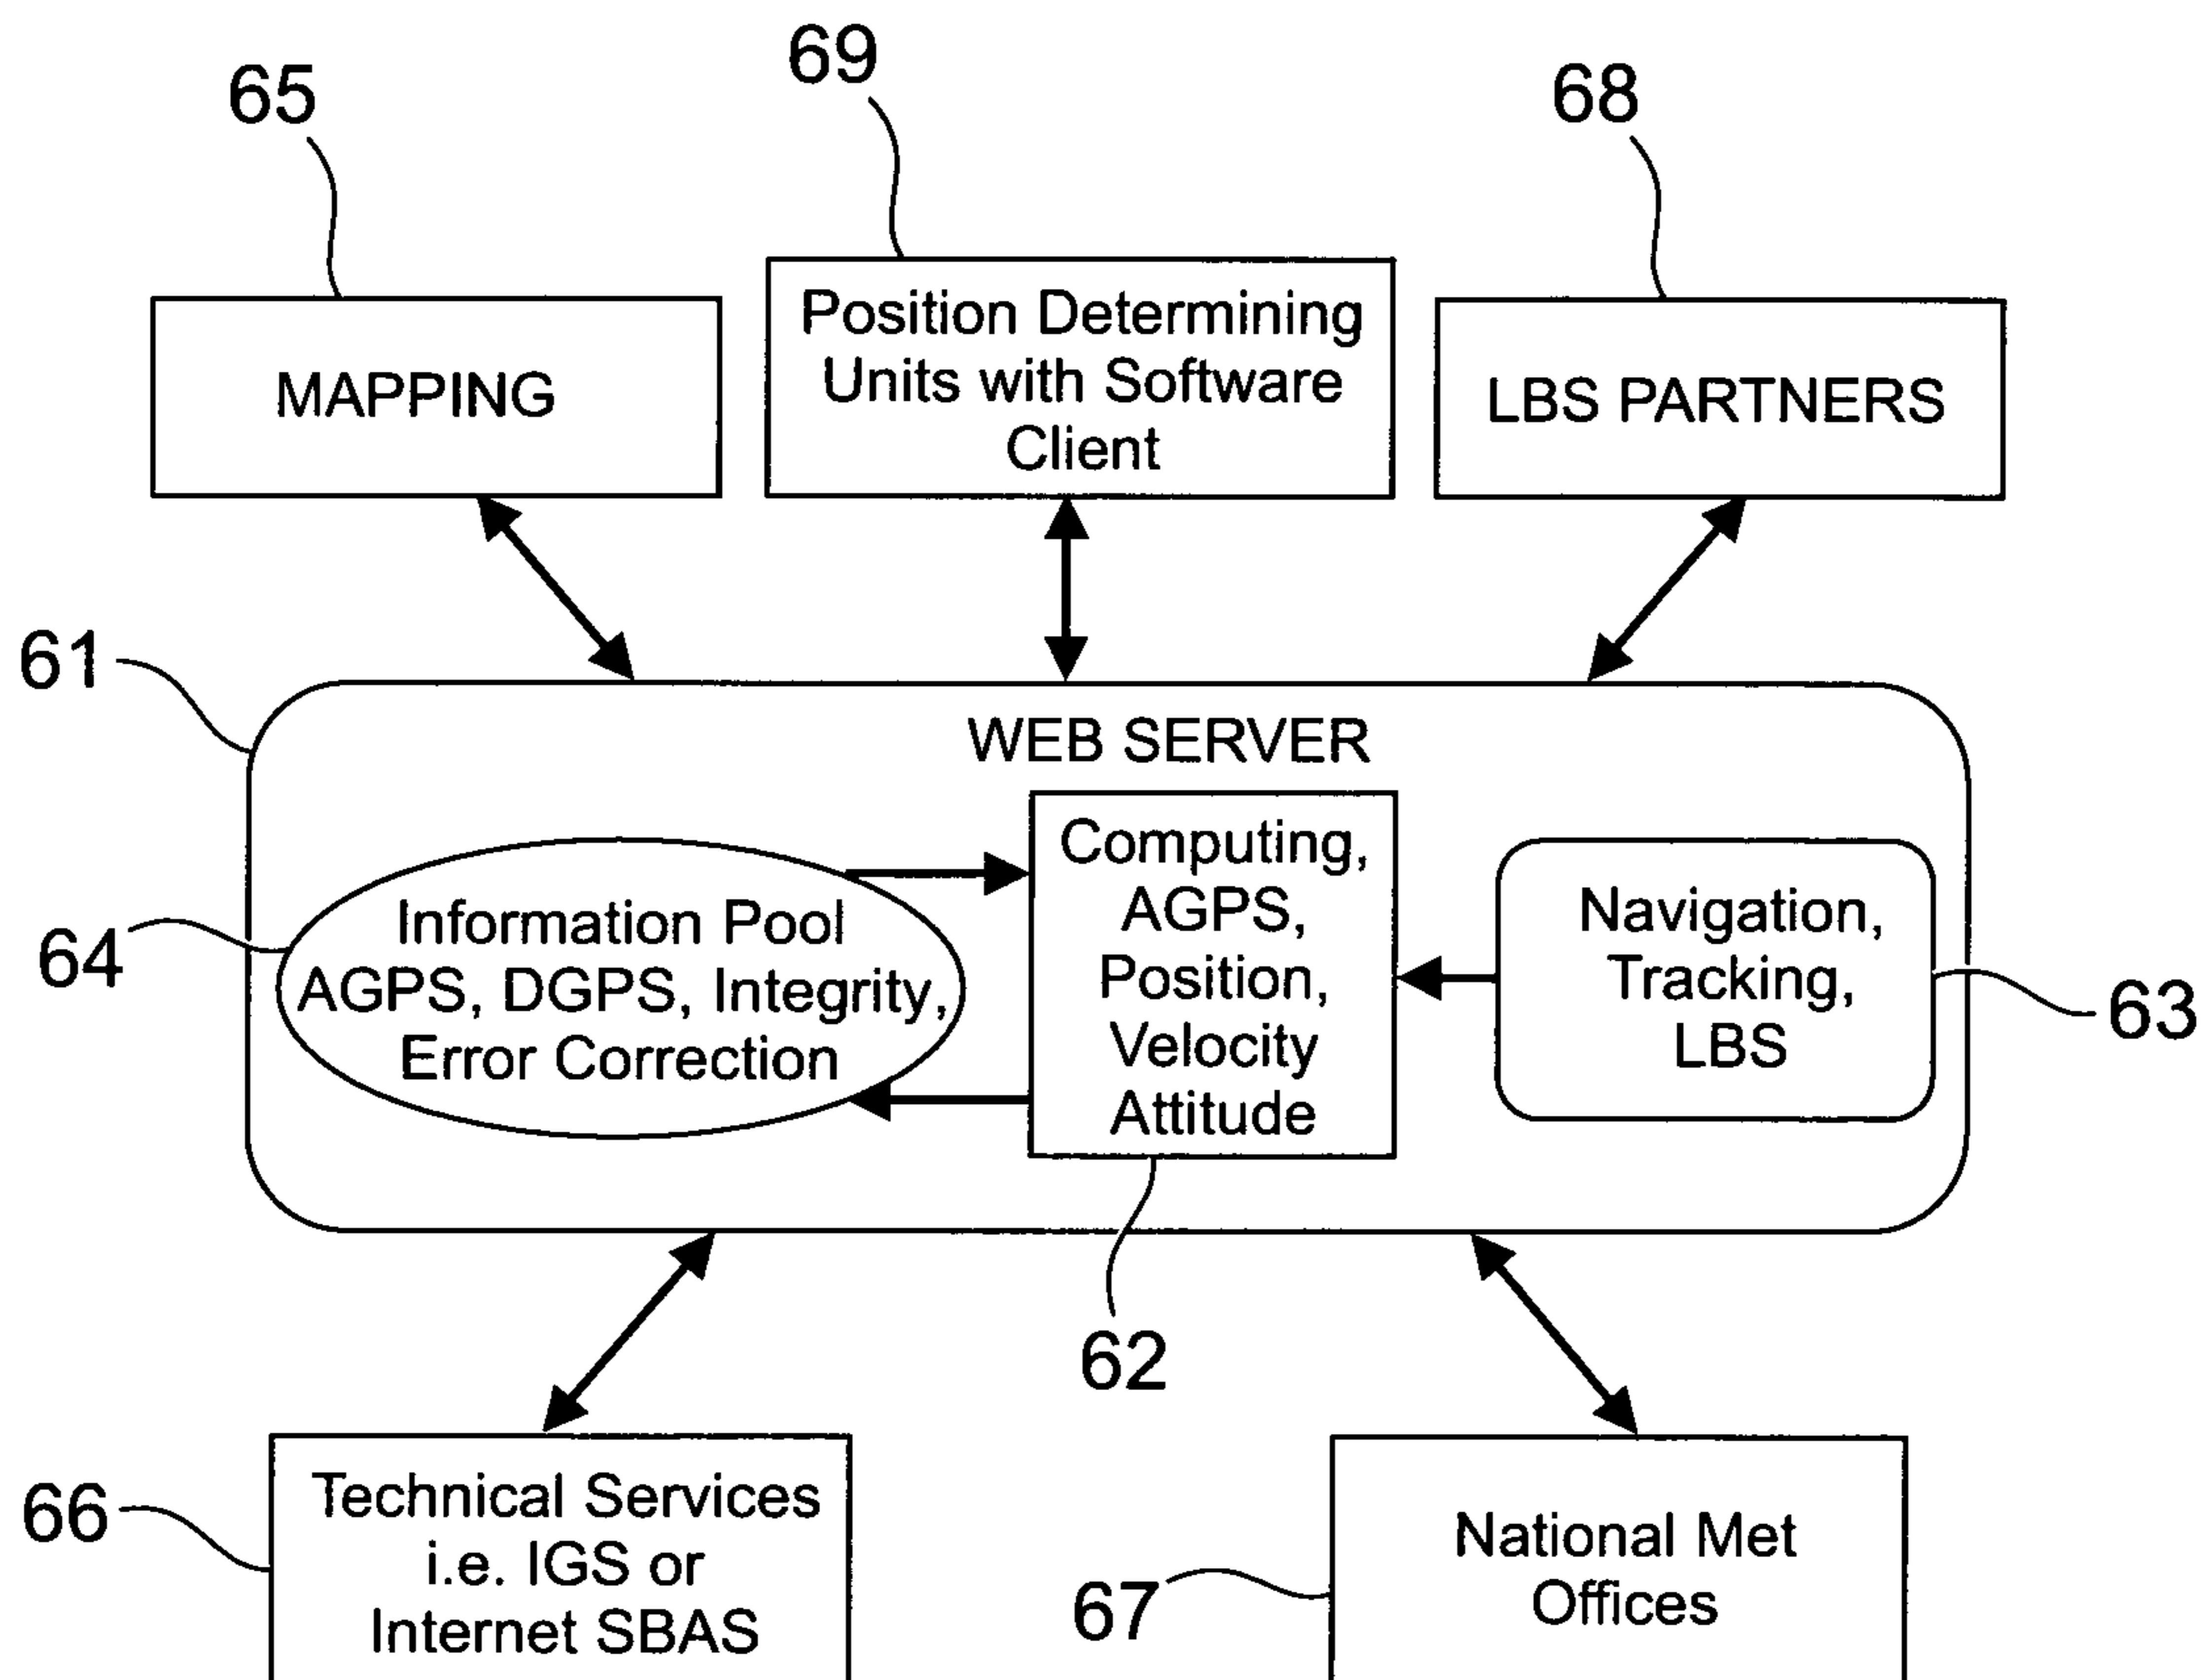 69
65
68
MAPPING
Position Determining
Units with Software
Client
LBS PARTNERS
61
WEB SERVER
64
Information Pool
AGPS, DGPS, Integrity,
Error Correction
Computing,
AGPS,
Position,
Velocity
Attitude
Navigation,
Tracking,
LBS
63
62
66
Technical Services
i.e. IGS or
Internet SBAS
67
National Met
Offices